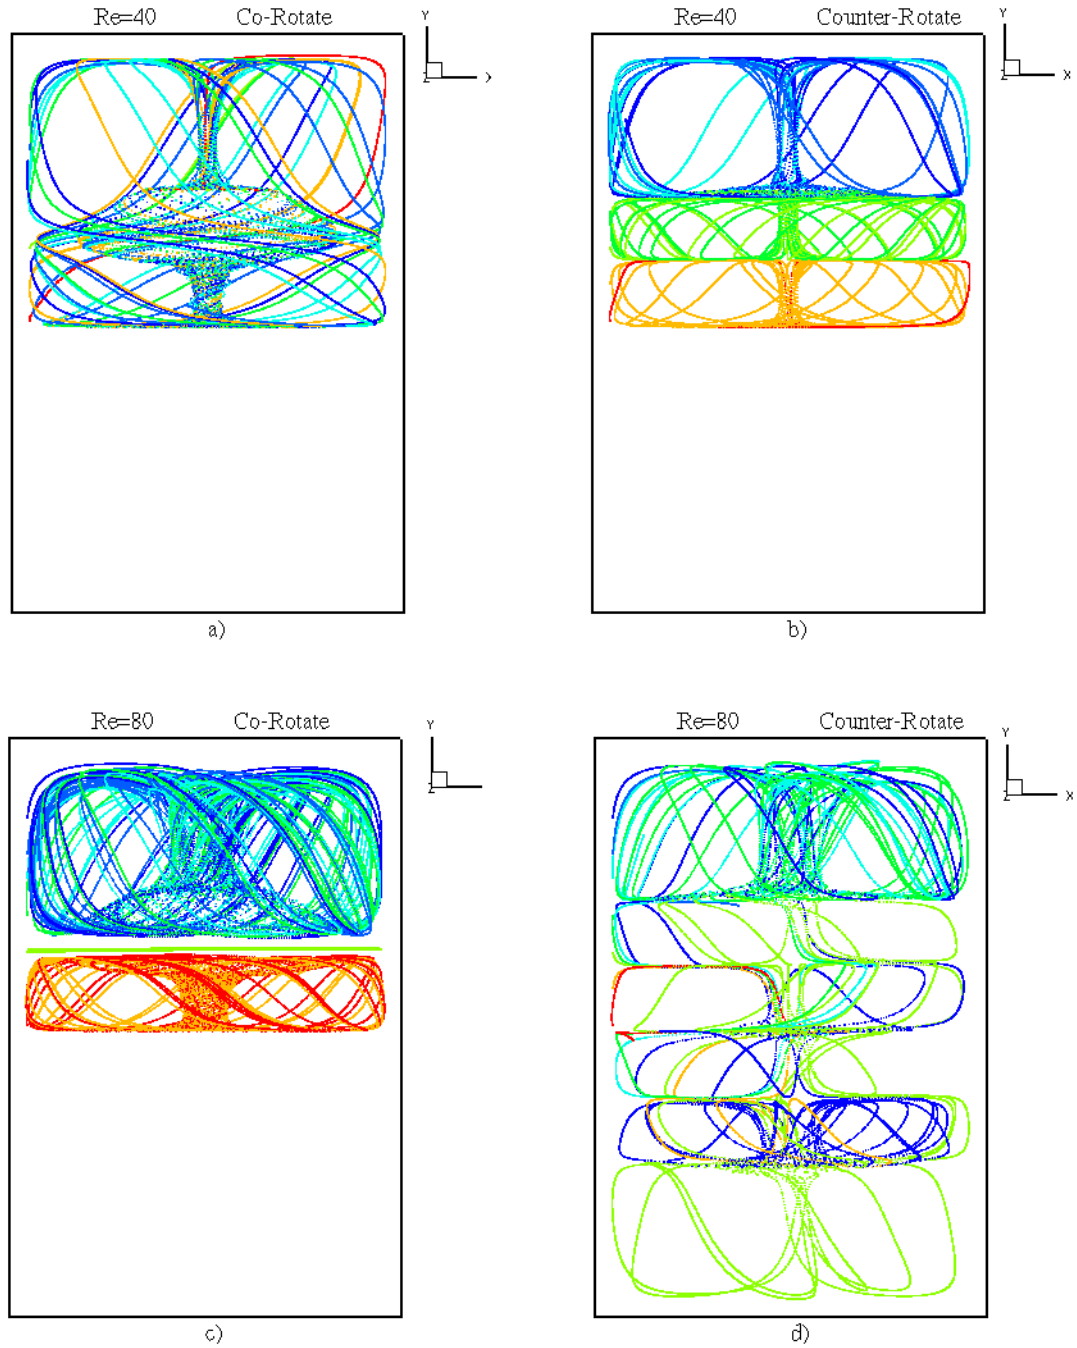 Re=40 Co-Rotate Y
Z X
a)
Re=40 Counter-Rotate Y
Z X
b)
Re=80 Co-Rotate Y
Z
c)
Re=80 Counter-Rotate Y
Z X
d)